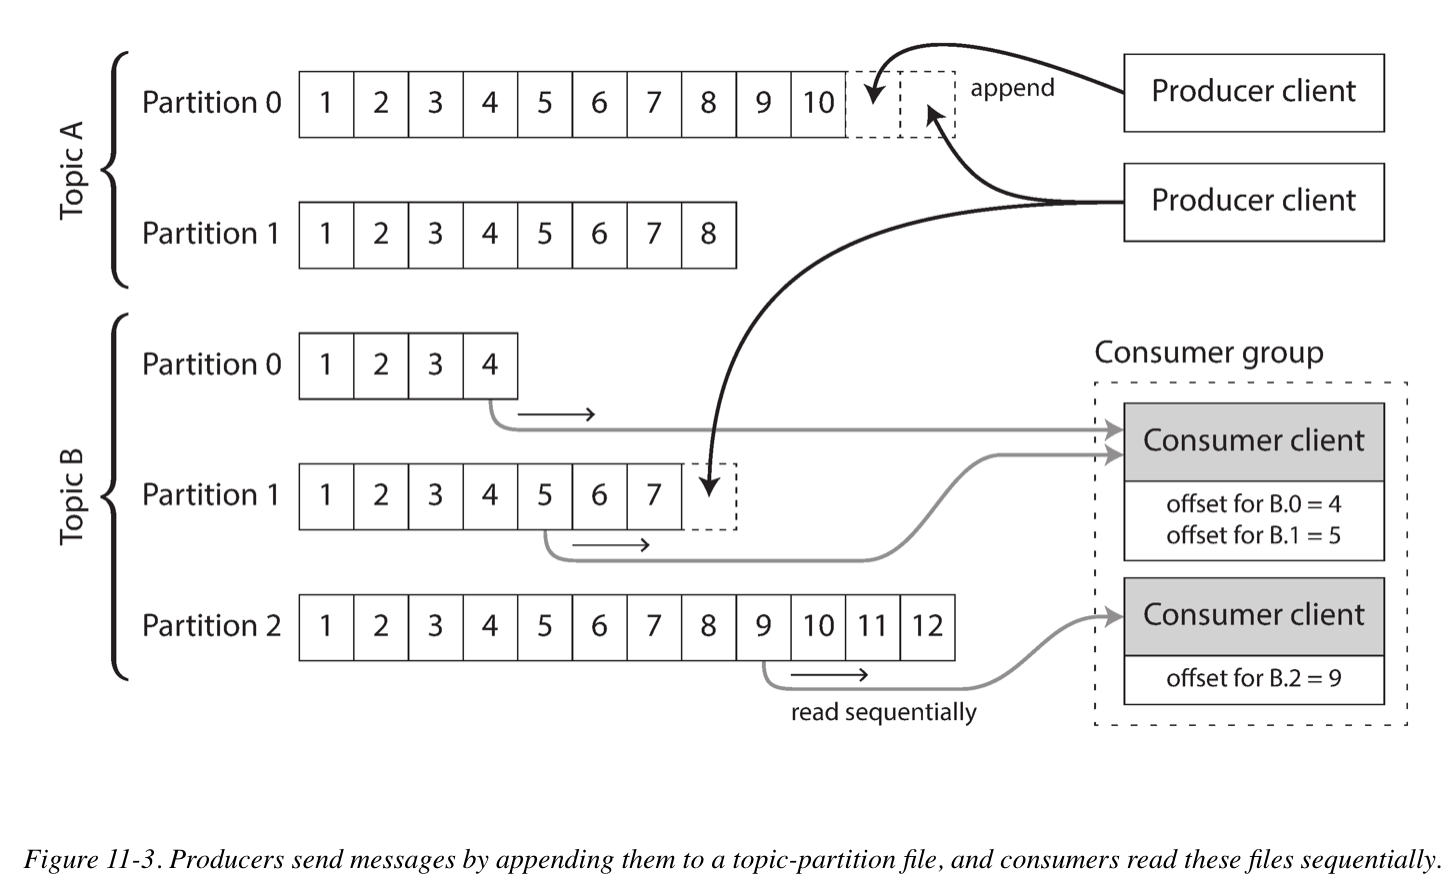 Topic A
Partition 0 1 2 3 4 5 6 7 8 9 10
append
Producer client
Partition 1 1 2 3 4 5 6 7 8
Producer client
Topic B
Partition 0 1 2 3 4
Partition 1 1 2 3 4 5 6 7
Partition 2 1 2 3 4 5 6 7 8 9 10 11 12
read sequentially
Consumer group
Consumer client
offset for B.0 = 4
offset for B.1 = 5
Consumer client
offset for B.2 = 9
Figure 11-3. Producers send messages by appending them to a topic-partition file, and consumers read these files sequentially.